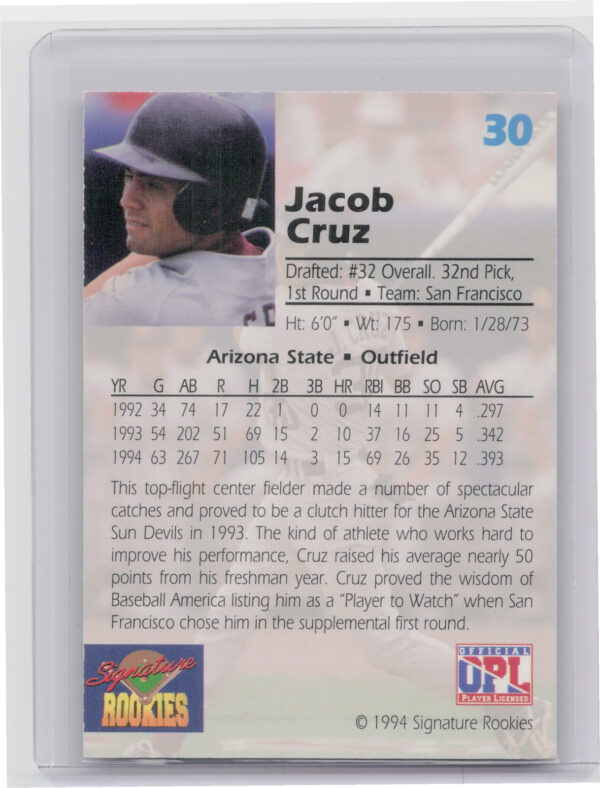 30
Jacob
Cruz
Drafted: #32 Overall. 32nd Pick,
1st Round ▪ Team: San Francisco
Ht: 6'0" ▪ Wt: 175 ▪ Born: 1/28/73
Arizona State ▪ Outfield
YR G AB R H 2B 3B HR RBI BB SO SB AVG
1992 34 74 17 22 1 0 0 14 11 11 4 .297
1993 54 202 51 69 15 2 10 37 16 25 5 .342
1994 63 267 71 105 14 3 15 69 26 35 12 .393
This top-flight center fielder made a number of spectacular
catches and proved to be a clutch hitter for the Arizona State
Sun Devils in 1993. The kind of athlete who works hard to
improve his performance, Cruz raised his average nearly 50
points from his freshman year. Cruz proved the wisdom of
Baseball America listing him as a "Player to Watch" when San
Francisco chose him in the supplemental first round.
Signature
ROOKIES
OFFICIAL
OPL
PLAYER LICENSED
© 1994 Signature Rookies